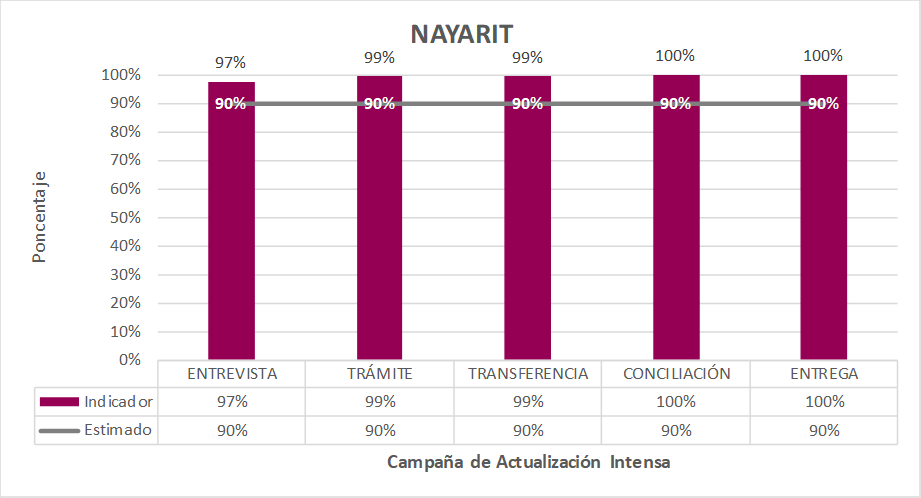 NAYARIT
97% 99% 99% 100% 100%
100%
90% 90% 90% 90% 90% 90%
80%
70%
60%
50%
40%
30%
20%
10%
0%
Poncentaje
ENTREVISTA TRÁMITE TRANSFERENCIA CONCILIACIÓN ENTREGA
Indicador 97% 99% 99% 100% 100%
Estimado 90% 90% 90% 90% 90%
Campaña de Actualización Intensa